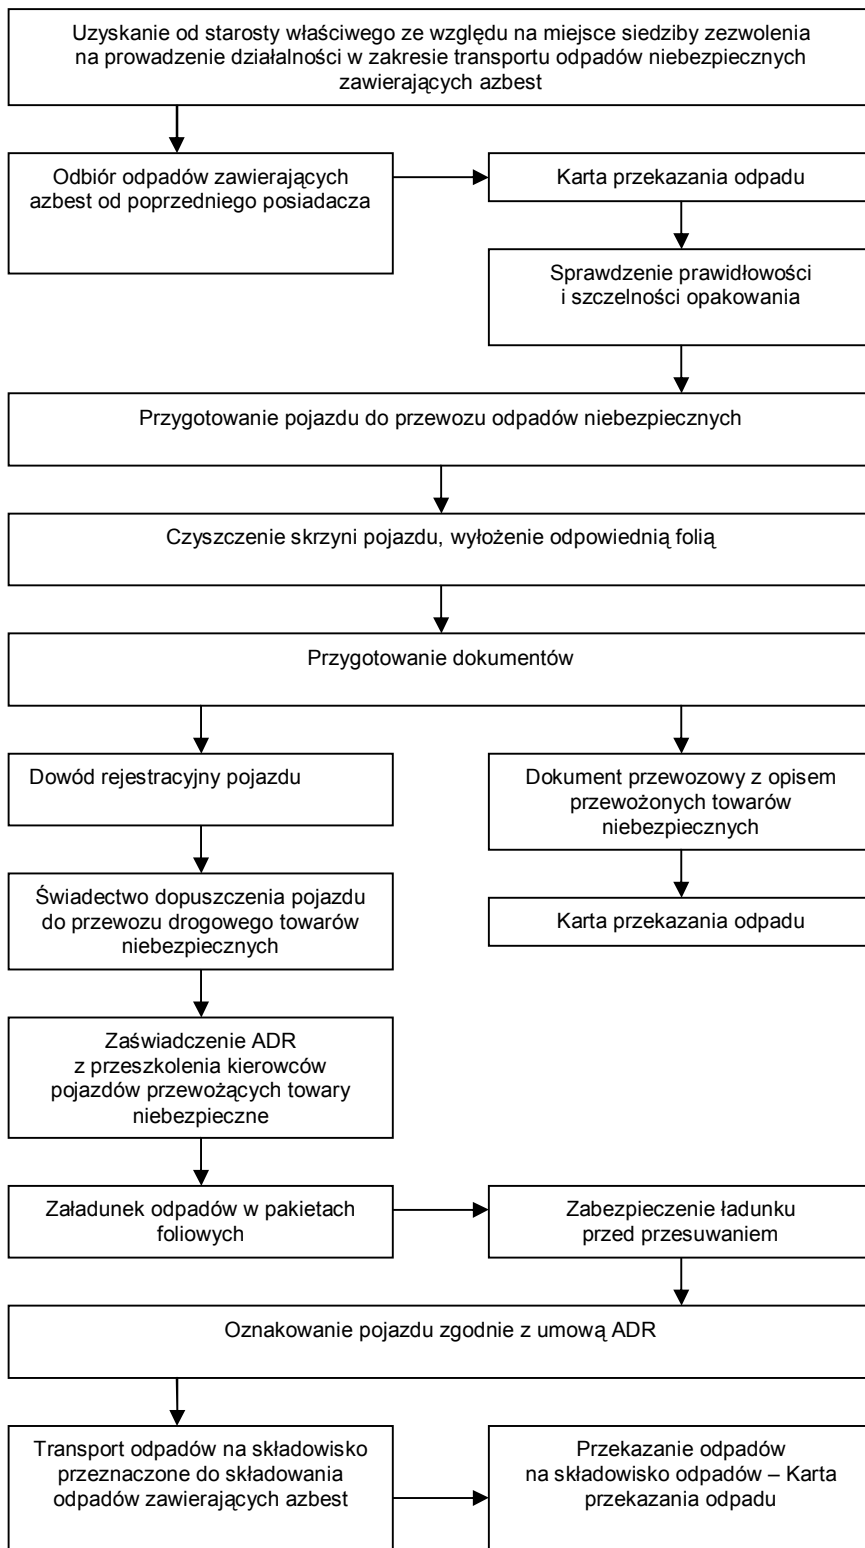 Uzyskanie od starosty właściwego ze względu na miejsce siedziby zezwolenia
na prowadzenie działalności w zakresie transportu odpadów niebezpiecznych
zawierających azbest
Odbiór odpadów zawierających
azbest od poprzedniego posiadacza
Karta przekazania odpadu
Sprawdzenie prawidłowości
i szczelności opakowania
Przygotowanie pojazdu do przewozu odpadów niebezpiecznych
Czyszczenie skrzyni pojazdu, wyłożenie odpowiednią folią
Przygotowanie dokumentów
Dowód rejestracyjny pojazdu
Świadectwo dopuszczenia pojazdu
do przewozu drogowego towarów
niebezpiecznych
Zaświadczenie ADR
z przeszkolenia kierowców
pojazdów przewożących towary
niebezpieczne
Dokument przewozowy z opisem
przewożonych towarów
niebezpiecznych
Karta przekazania odpadu
Załadunek odpadów w pakietach
foliowych
Zabezpieczenie ładunku
przed przesuwaniem
Oznakowanie pojazdu zgodnie z umową ADR
Transport odpadów na składowisko
przeznaczone do składowania
odpadów zawierających azbest
Przekazanie odpadów
na składowisko odpadów – Karta
przekazania odpadu